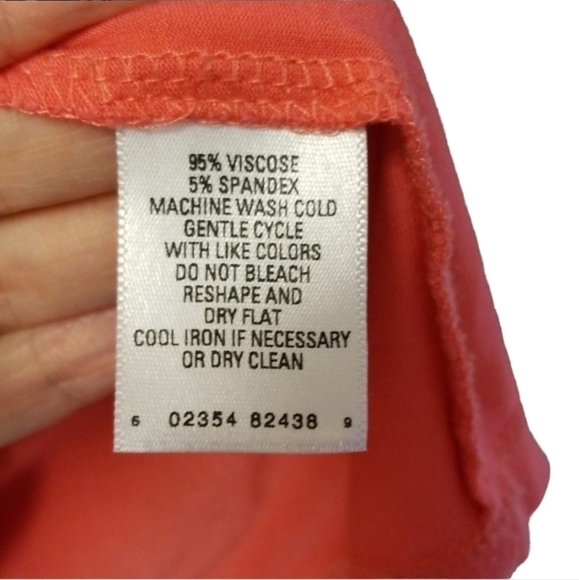 95% VISCOSE
5% SPANDEX
MACHINE WASH COLD
GENTLE CYCLE
WITH LIKE COLORS
DO NOT BLEACH
RESHAPE AND
DRY FLAT
COOL IRON IF NECESSARY
OR DRY CLEAN
6 02354 82438 9